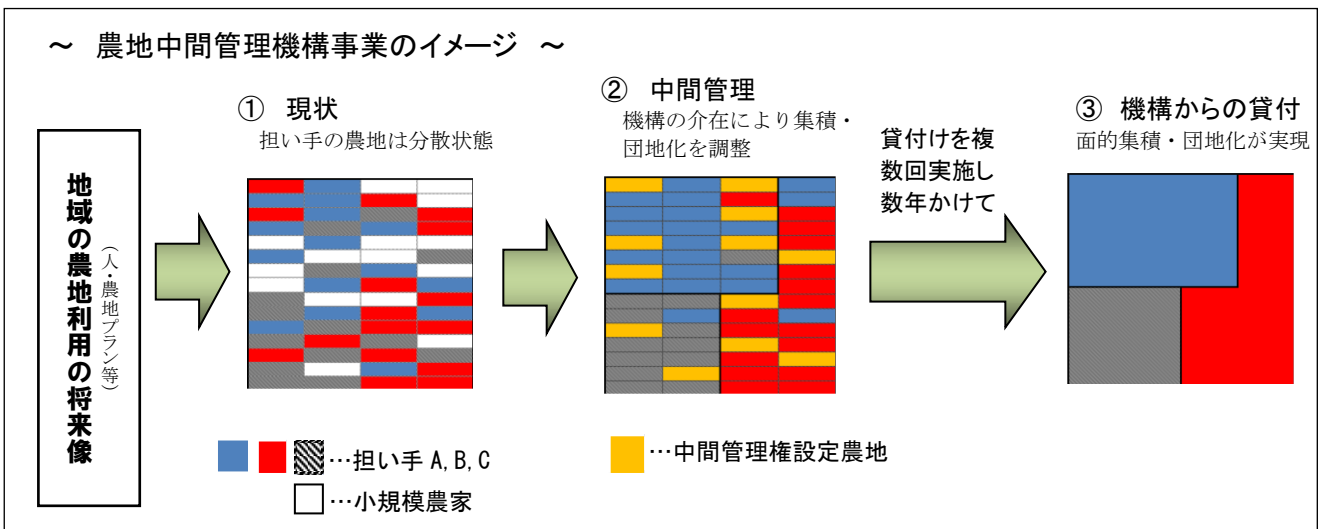 ～ 農地中間管理機構事業のイメージ ～
地域の農地利用の将来像
（人・農地プラン等）
① 現状
担い手の農地は分散状態
② 中間管理
機構の介在により集積・
団地化を調整
貸付けを複
数回実施し
数年かけて
③ 機構からの貸付
面的集積・団地化が実現
…担い手 A, B, C
…小規模農家
…中間管理権設定農地